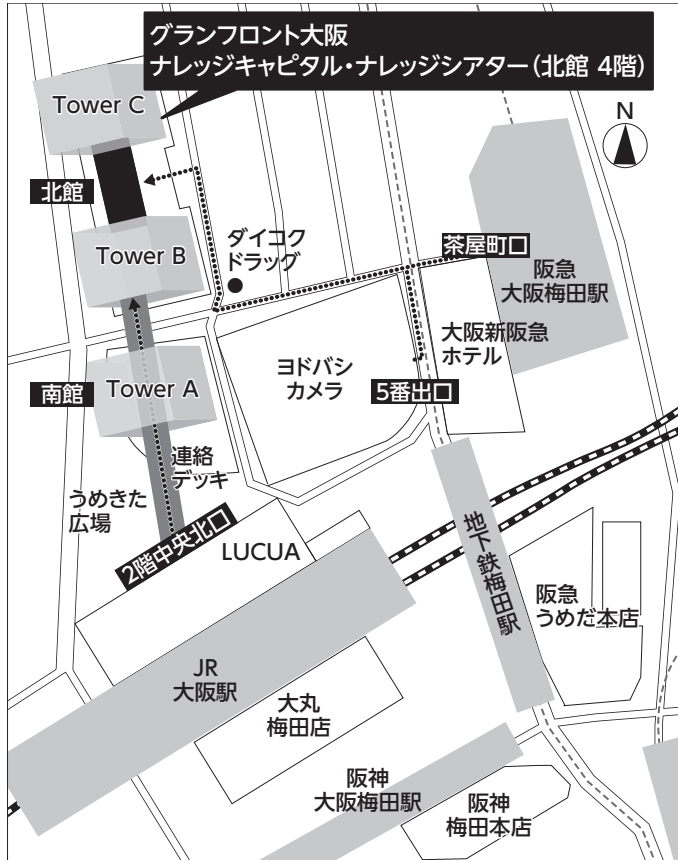 グランフロント大阪
ナレッジキャピタル・ナレッジシアター(北館 4階)
Tower C
N
北館
ダイコク
ドラッグ
茶屋町口
Tower B
阪急
大阪梅田駅
大阪新阪急
ホテル
ヨドバシ
カメラ
5番出口
南館
Tower A
連絡
デッキ
うめきた
広場
2階中央北口
LUCUA
地下鉄梅田駅
阪急
うめだ本店
JR
大阪駅
大丸
梅田店
阪神
大阪梅田駅
阪神
梅田本店